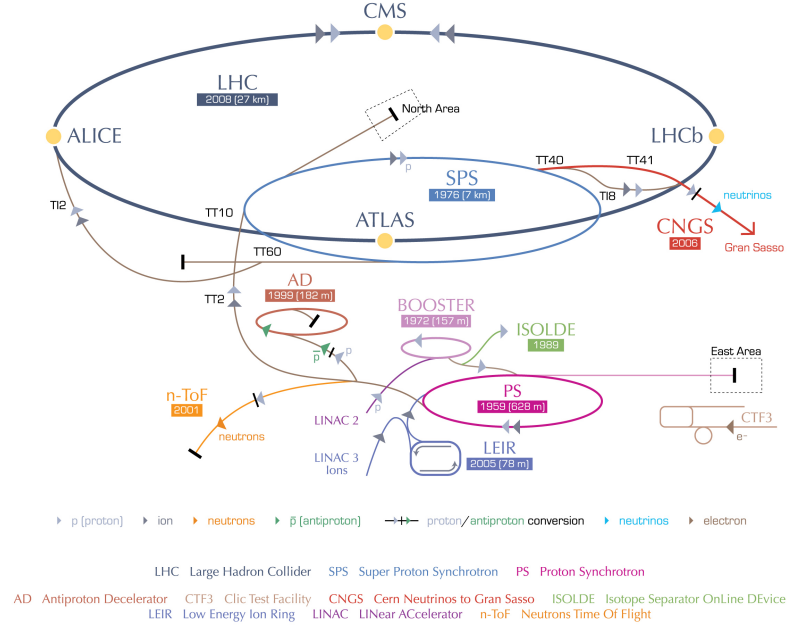 CMS
LHC
2008 (27 km)
North Area
ALICE
LHCb
TT40
TT41
p
SPS
1976 (7 km)
TI8
neutrinos
TI2
TT10
ATLAS
CNGS
2006
Gran Sasso
TT60
AD
1999 (182 m)
TT2
BOOSTER
1972 (157 m)
ISOLDE
1989
p̅
p
East Area
n-ToF
2001
PS
1959 (628 m)
p
LINAC 2
neutrons
CTF3
e-
LINAC 3
Ions
LEIR
2005 (78 m)
p [proton] ion neutrons p̅ [antiproton] proton/antiproton conversion neutrinos electron
LHC Large Hadron Collider SPS Super Proton Synchrotron PS Proton Synchrotron
AD Antiproton Decelerator CTF3 Clic Test Facility CNGS Cern Neutrinos to Gran Sasso ISOLDE Isotope Separator OnLine DEvice
LEIR Low Energy Ion Ring LINAC LINear ACcelerator n-ToF Neutrons Time Of Flight